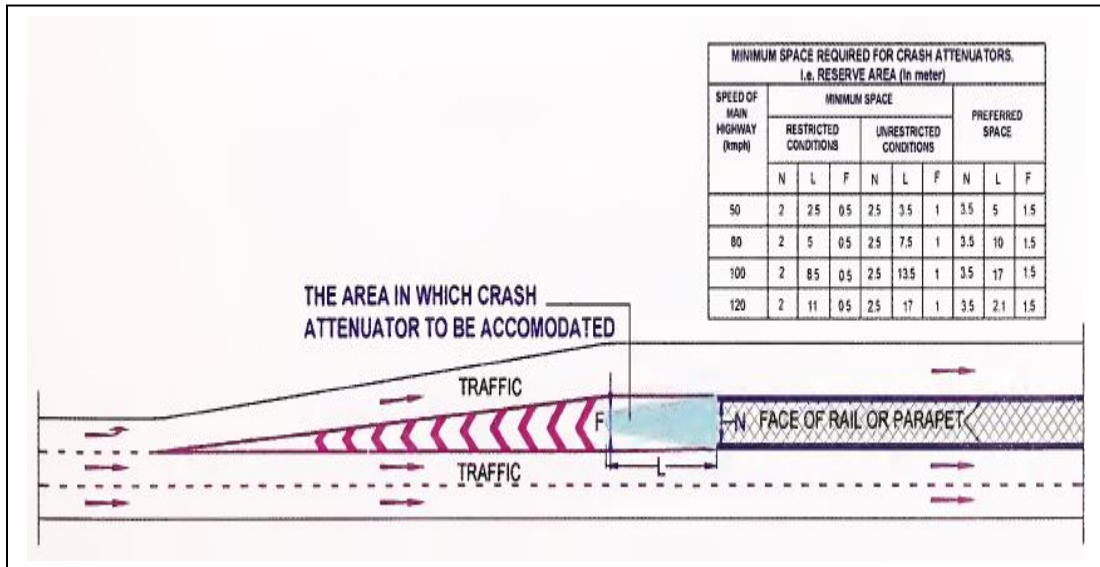 MINIMUM SPACE REQUIRED FOR CRASH ATTENUATORS.
i.e. RESERVE AREA (In meter)
SPEED OF MAIN HIGHWAY (kmph)
MINIMUM SPACE
PREFERRED SPACE
RESTRICTED CONDITIONS
UNRESTRICTED CONDITIONS
N L F N L F N L F
50 2 2.5 0.5 2.5 3.5 1 3.5 5 1.5
80 2 5 0.5 2.5 7.5 1 3.5 10 1.5
100 2 8.5 0.5 2.5 13.5 1 3.5 17 1.5
120 2 11 0.5 2.5 17 1 3.5 2.1 1.5
THE AREA IN WHICH CRASH
ATTENUATOR TO BE ACCOMODATED
TRAFFIC
F
N
FACE OF RAIL OR PARAPET
L
TRAFFIC